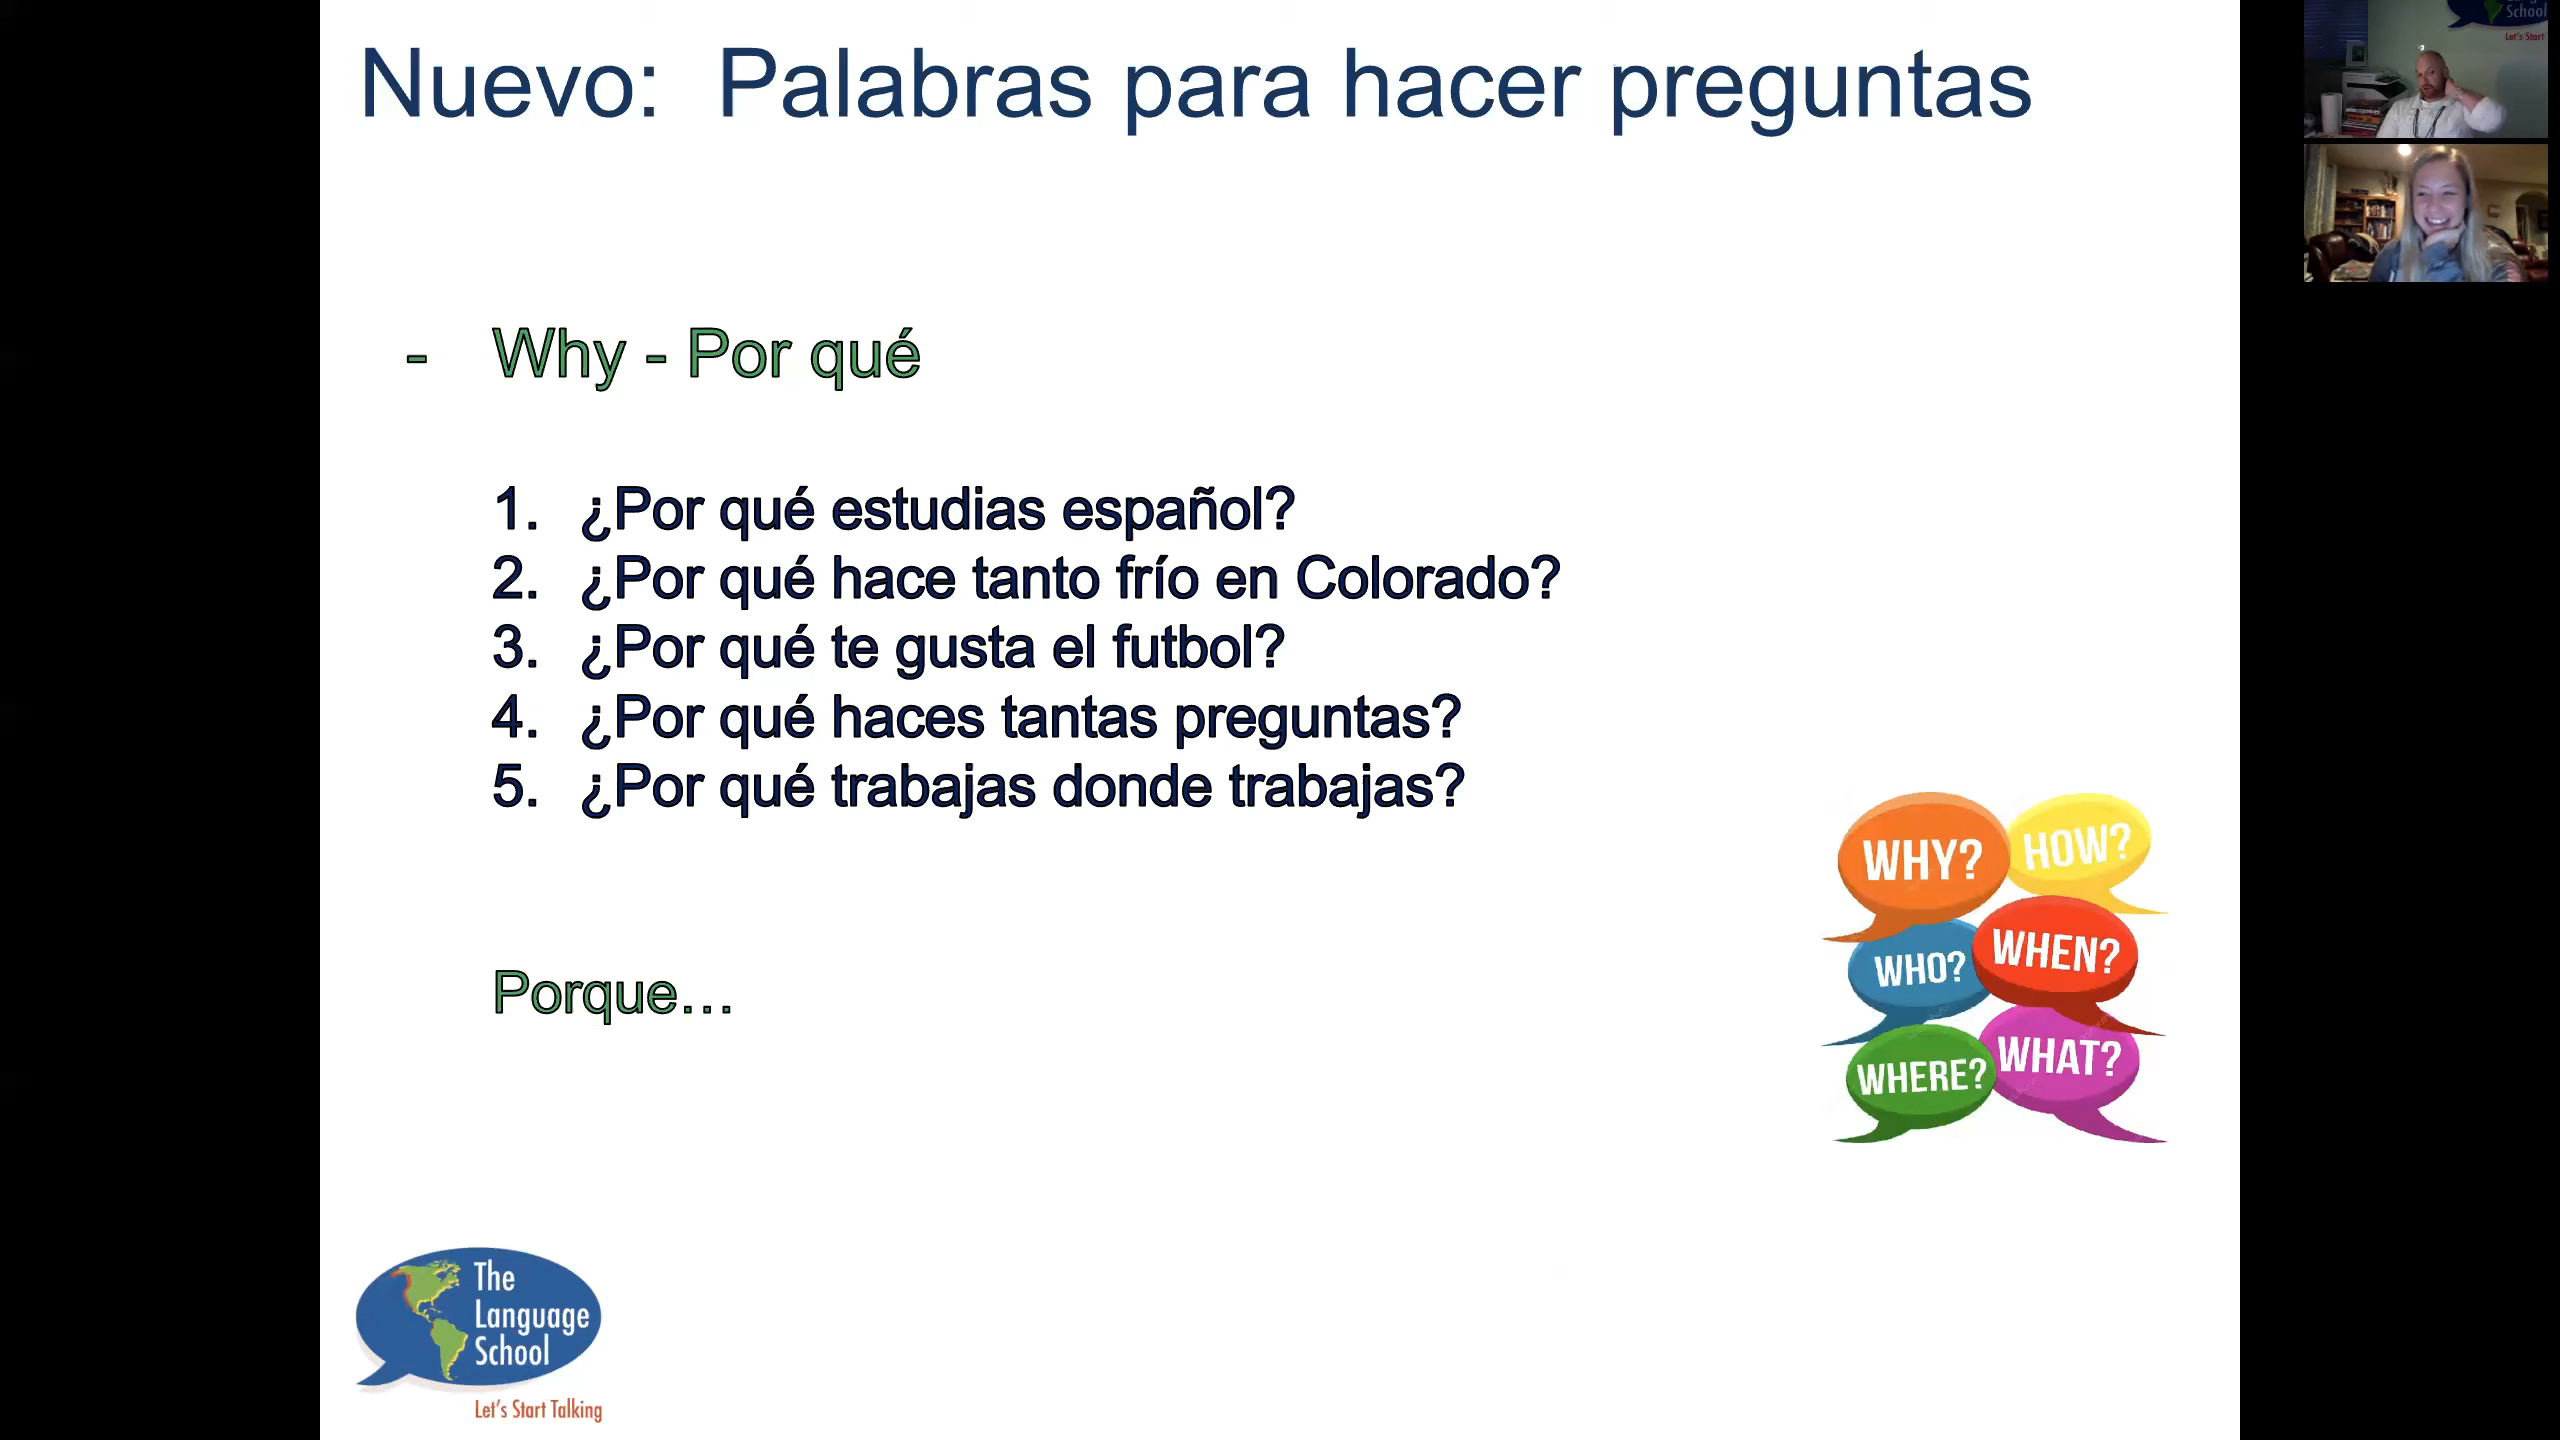 Nuevo: Palabras para hacer preguntas
School
Let's Start
- Why - Por qué
1. ¿Por qué estudias español?
2. ¿Por qué hace tanto frío en Colorado?
3. ¿Por qué te gusta el futbol?
4. ¿Por qué haces tantas preguntas?
5. ¿Por qué trabajas donde trabajas?
Porque...
WHY?
HOW?
WHO?
WHEN?
WHERE?
WHAT?
The
Language
School
Let's Start Talking